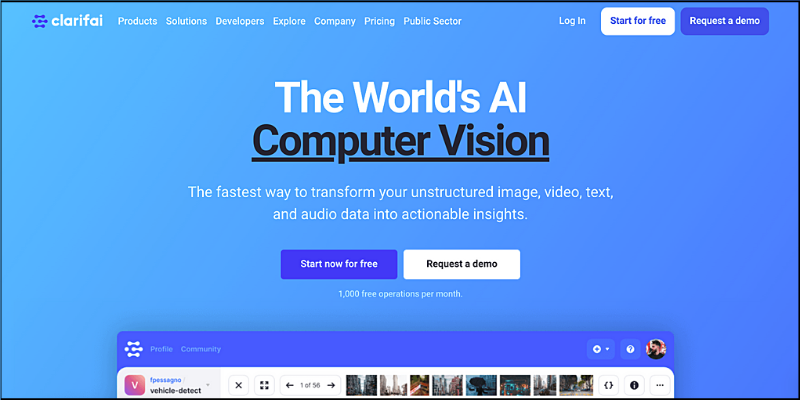 clarifai Products Solutions Developers Explore Company Pricing Public Sector Log In Start for free Request a demo
The World's AI
Computer Vision
The fastest way to transform your unstructured image, video, text,
and audio data into actionable insights.
Start now for free Request a demo
1,000 free operations per month.
Profile Community
V fpessagno /
vehicle-detect
1 of 56
{}